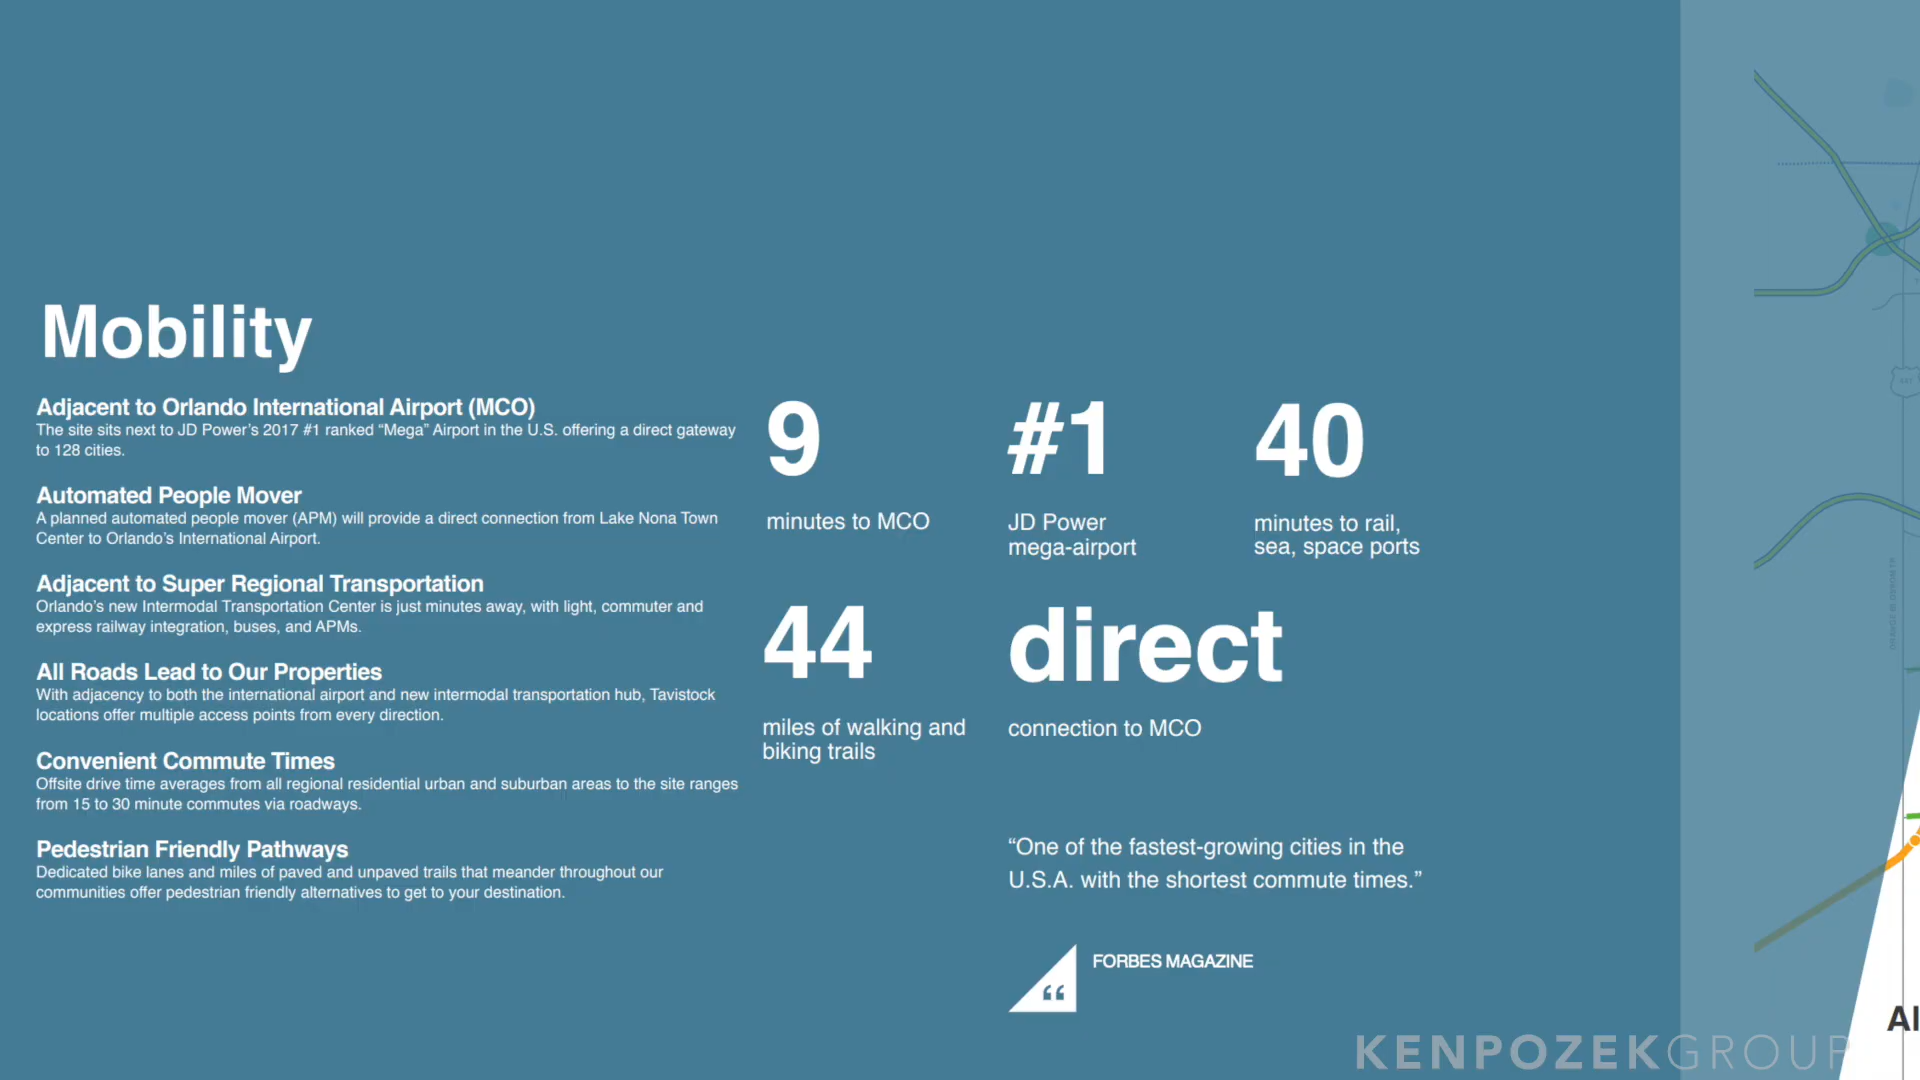 Mobility
Adjacent to Orlando International Airport (MCO)
The site sits next to JD Power’s 2017 #1 ranked “Mega” Airport in the U.S. offering a direct gateway
to 128 cities.
Automated People Mover
A planned automated people mover (APM) will provide a direct connection from Lake Nona Town
Center to Orlando’s International Airport.
Adjacent to Super Regional Transportation
Orlando’s new Intermodal Transportation Center is just minutes away, with light, commuter and
express railway integration, buses, and APMs.
All Roads Lead to Our Properties
With adjacency to both the international airport and new intermodal transportation hub, Tavistock
locations offer multiple access points from every direction.
Convenient Commute Times
Offsite drive time averages from all regional residential urban and suburban areas to the site ranges
from 15 to 30 minute commutes via roadways.
Pedestrian Friendly Pathways
Dedicated bike lanes and miles of paved and unpaved trails that meander throughout our
communities offer pedestrian friendly alternatives to get to your destination.
9
minutes to MCO
#1
JD Power
mega-airport
40
minutes to rail,
sea, space ports
44
miles of walking and
biking trails
direct
connection to MCO
“One of the fastest-growing cities in the
U.S.A. with the shortest commute times.”
FORBES MAGAZINE
KENPOZEKGROUP